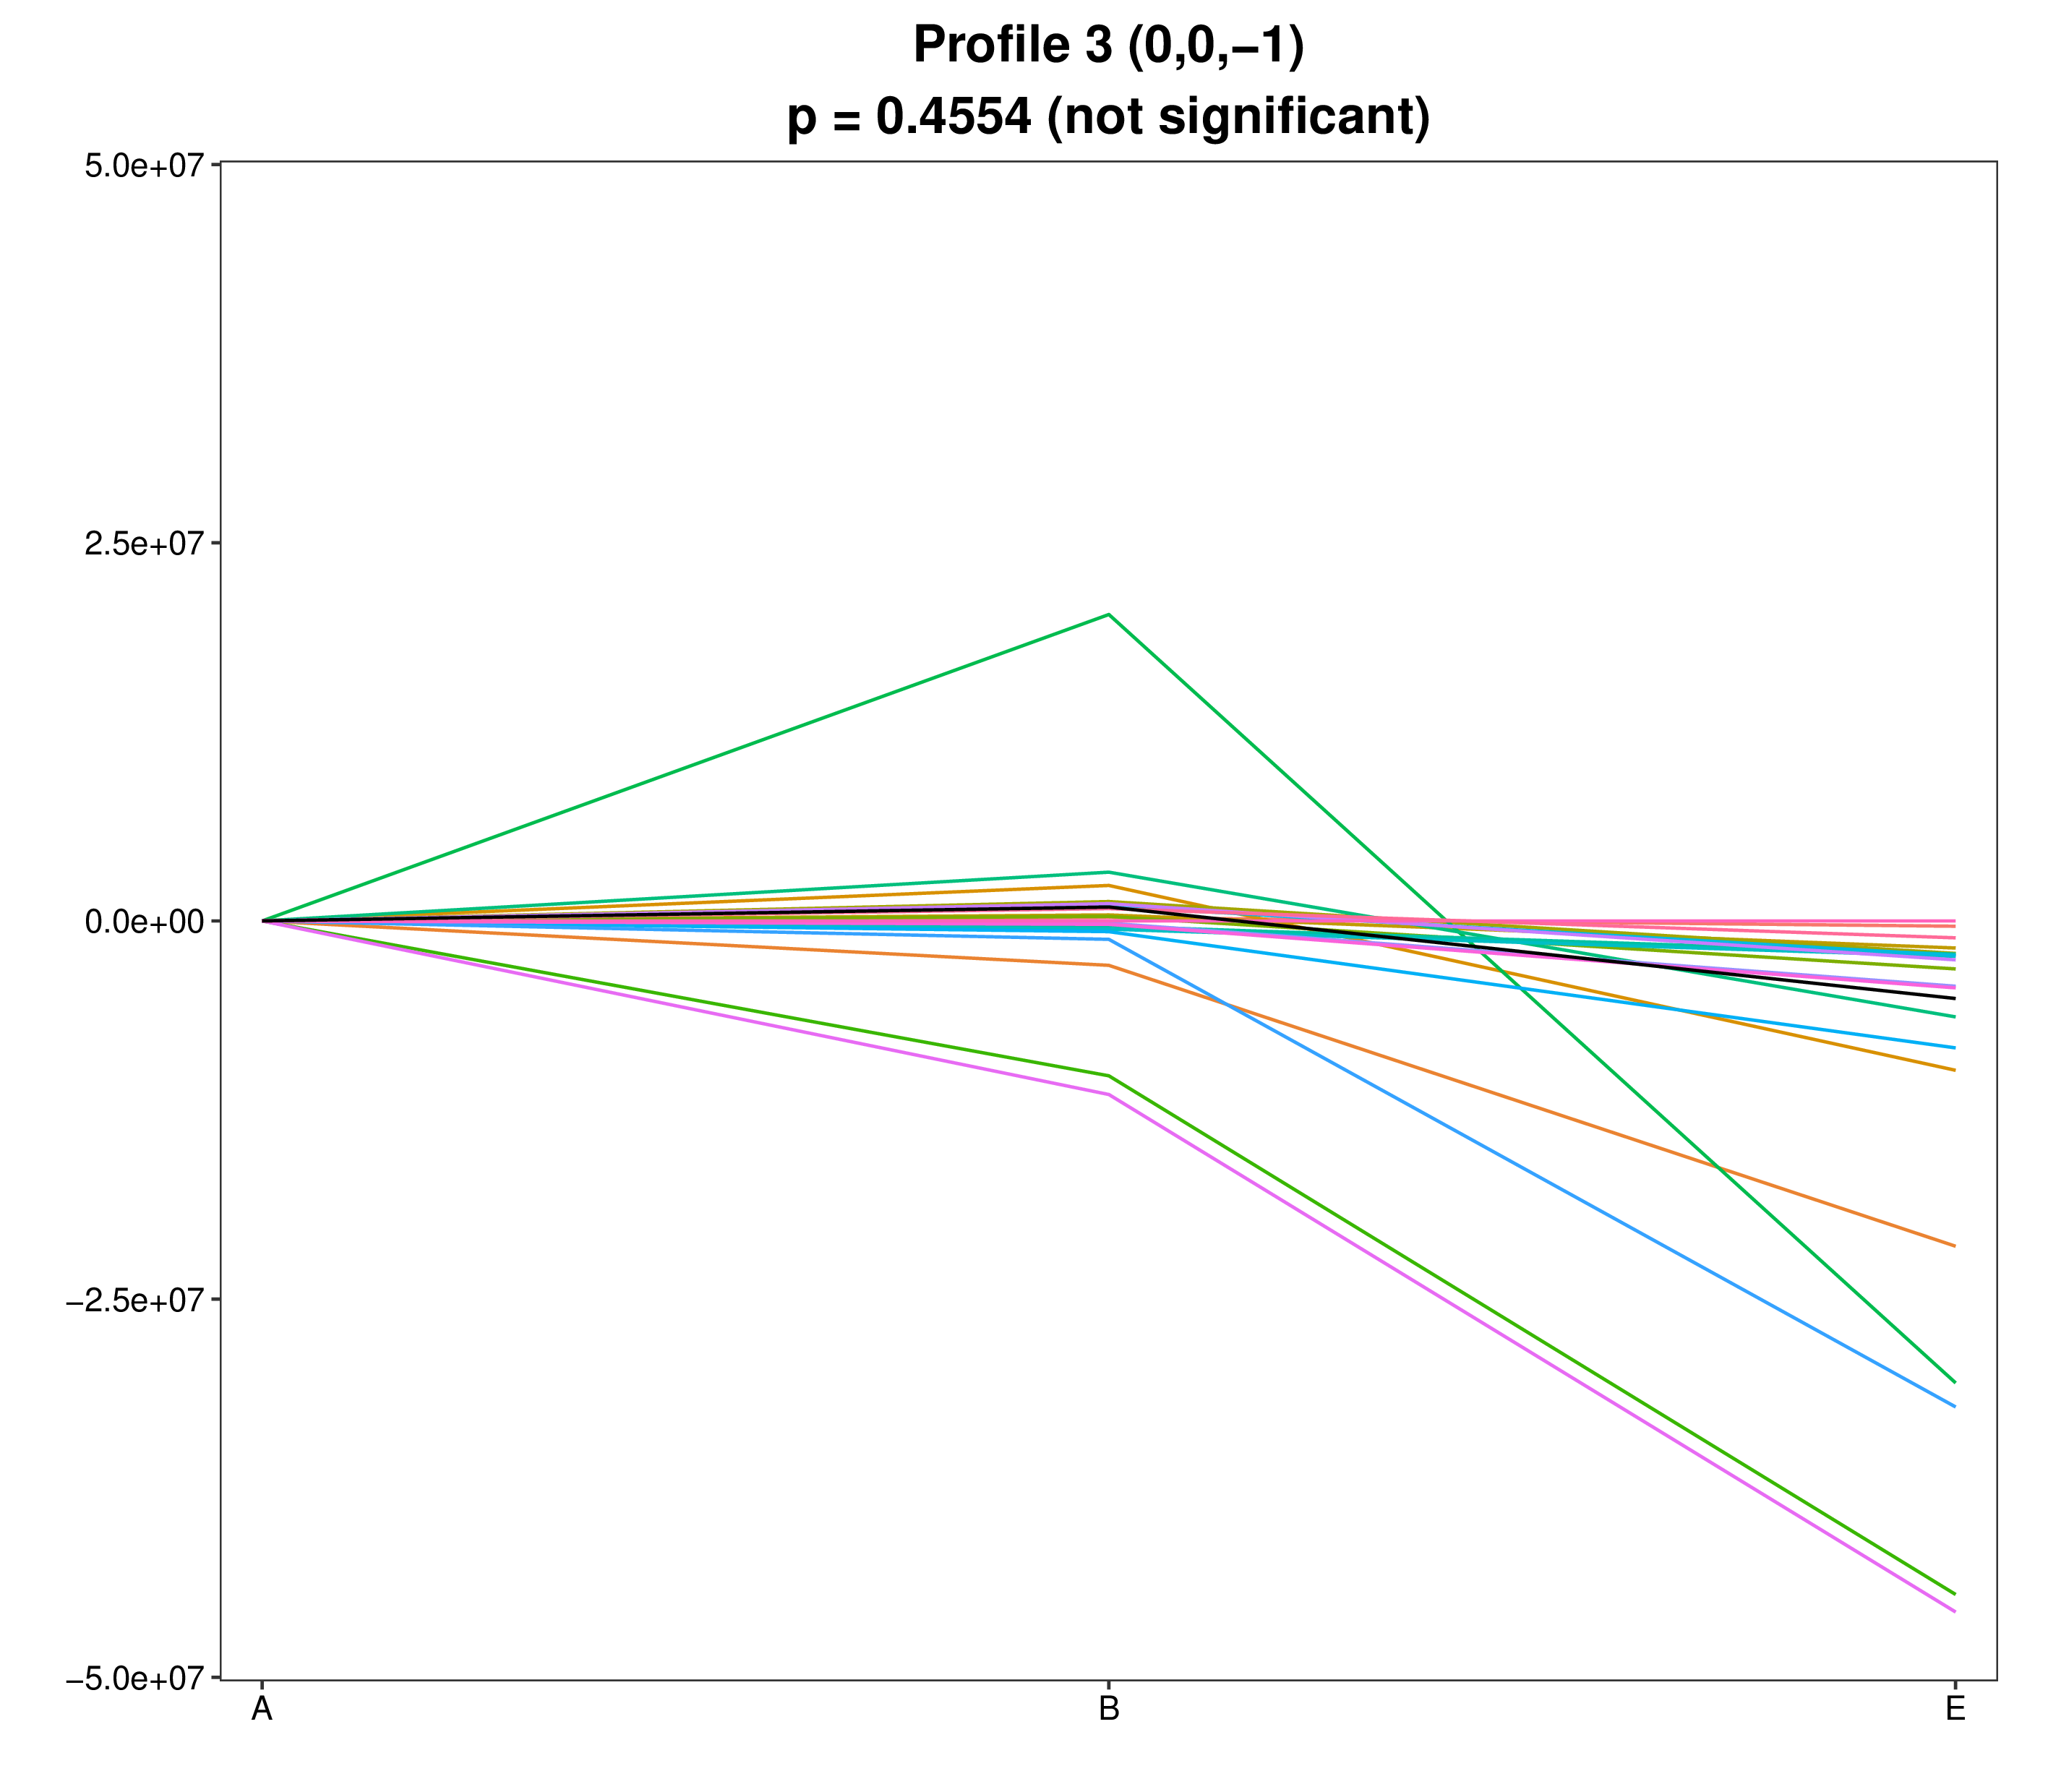 Profile 3 (0,0,−1)
p = 0.4554 (not significant)
5.0e+07
2.5e+07
0.0e+00
−2.5e+07
−5.0e+07
A B E